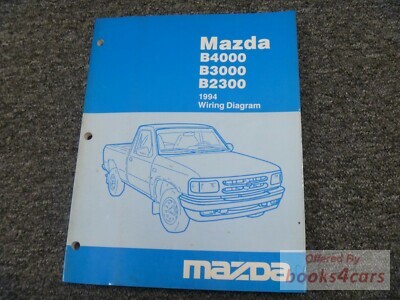 Mazda
B4000
B3000
B2300
1994
Wiring Diagram
mazda
Offered By
books4cars